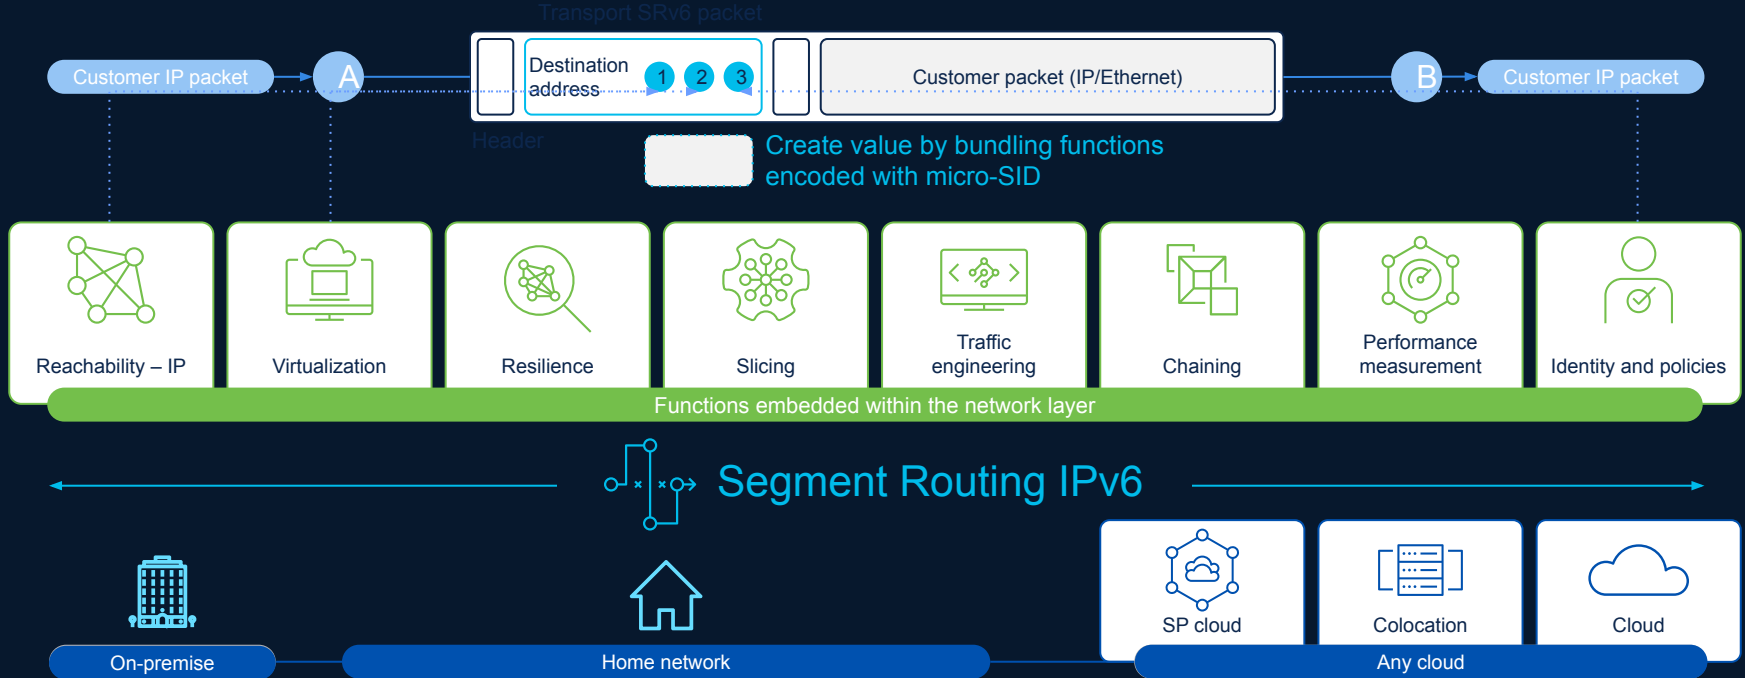 Transport SRv6 packet
Customer IP packet
A
Destination
address
1 2 3
Customer packet (IP/Ethernet)
B
Customer IP packet
Header
Create value by bundling functions
encoded with micro-SID
Reachability – IP
Virtualization
Resilience
Slicing
Traffic
engineering
Chaining
Performance
measurement
Identity and policies
Functions embedded within the network layer
Segment Routing IPv6
SP cloud
Colocation
Cloud
On-premise
Home network
Any cloud